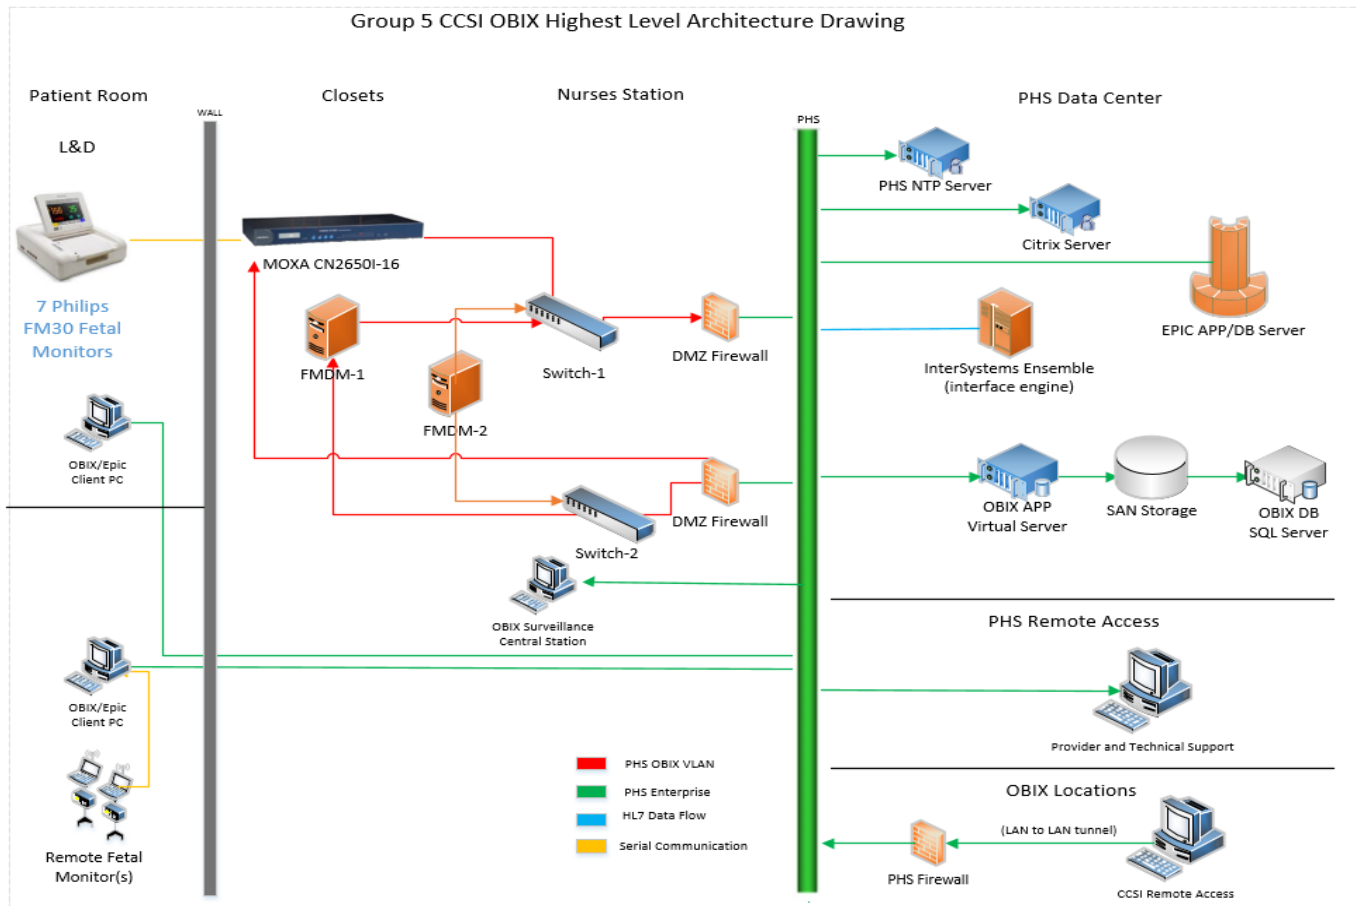 Group 5 CCSI OBIX Highest Level Architecture Drawing
Patient Room
Closets
Nurses Station
PHS Data Center
WALL
PHS
L&D
7 Philips
FM30 Fetal
Monitors
MOXA CN2650I-16
FMDM-1
FMDM-2
Switch-1
DMZ Firewall
Switch-2
DMZ Firewall
OBIX Surveillance
Central Station
PHS NTP Server
Citrix Server
EPIC APP/DB Server
InterSystems Ensemble
(interface engine)
OBIX APP
Virtual Server
SAN Storage
OBIX DB
SQL Server
OBIX/Epic
Client PC
OBIX/Epic
Client PC
Remote Fetal
Monitor(s)
PHS OBIX VLAN
PHS Enterprise
HL7 Data Flow
Serial Communication
PHS Remote Access
Provider and Technical Support
OBIX Locations
(LAN to LAN tunnel)
PHS Firewall
CCSI Remote Access